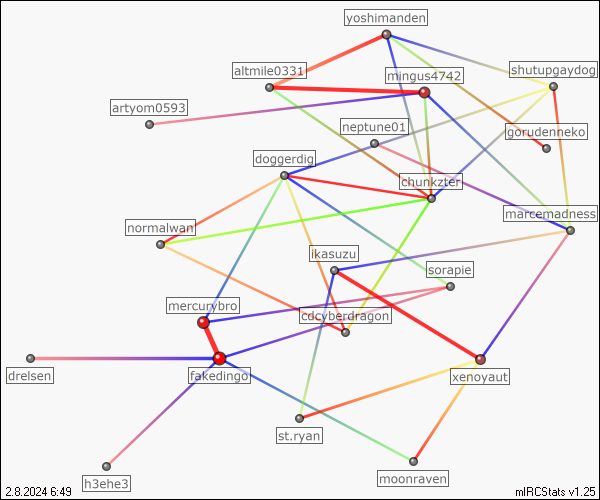 yoshimanden
altmile0331
mingus4742
shutupgaydog
artyom0593
neptune01
gorudenneko
doggerdig
chunkzter
marcemadness
normalwan
ikasuzu
sorapie
mercurybro
cdcyberdragon
drelsen
fakedingo
xenoyaut
st.ryan
moonraven
h3ehe3
2.8.2024 6:49
mIRCStats v1.25